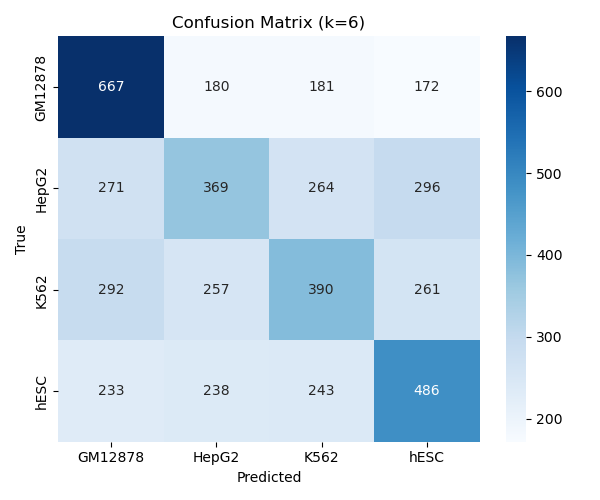 Confusion Matrix (k=6)
True
GM12878 667 180 181 172
HepG2 271 369 264 296
K562 292 257 390 261
hESC 233 238 243 486
GM12878 HepG2 K562 hESC
Predicted
600
500
400
300
200